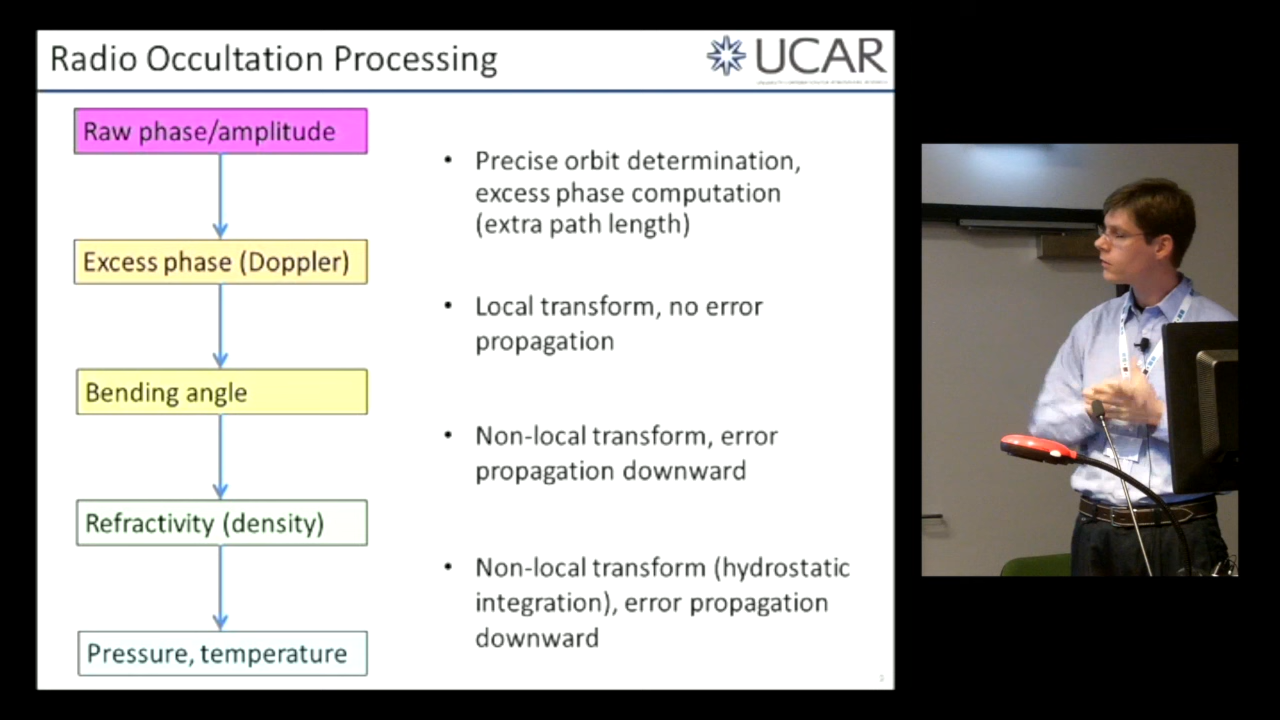 Radio Occultation Processing
UCAR
Raw phase/amplitude
• Precise orbit determination,
excess phase computation
(extra path length)
Excess phase (Doppler)
• Local transform, no error
propagation
Bending angle
• Non-local transform, error
propagation downward
Refractivity (density)
• Non-local transform (hydrostatic
integration), error propagation
downward
Pressure, temperature